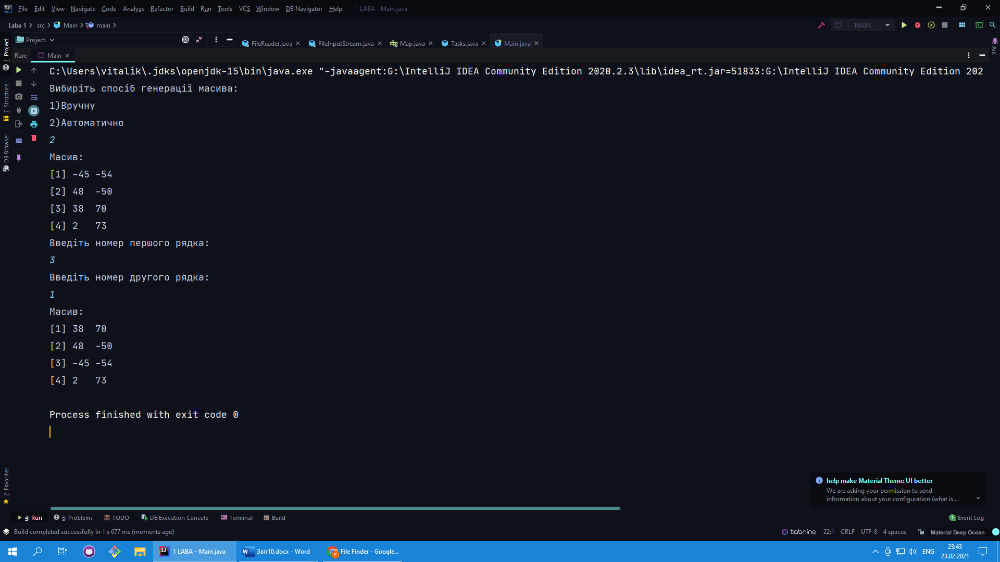 File Edit View Navigate Code Analyze Refactor Build Run Tools VCS Window DB Navigator Help 1 LABA - Main.java
Laba 1 src Main main MAIN
Project FileReader.java FileInputStream.java Map.java Tasks.java Main.java
Run: Main
1: Project
7: Structure
DB Browser
2: Favorites
Ant
C:\Users\vitalik\.jdks\openjdk-15\bin\java.exe "-javaagent:G:\IntelliJ IDEA Community Edition 2020.2.3\lib\idea_rt.jar=51833:G:\IntelliJ IDEA Community Edition 202
Вибиріть спосіб генерації масива:
1)Вручну
2)Автоматично
2
Масив:
[1] -45 -54
[2] 48  -50
[3] 38  70
[4] 2   73
Введіть номер першого рядка:
3
Введіть номер другого рядка:
1
Масив:
[1] 38  70
[2] 48  -50
[3] -45 -54
[4] 2   73
Process finished with exit code 0
help make Material Theme UI better
We are asking your permission to send
information about your configuration (what is...
4: Run 6: Problems TODO DB Execution Console Terminal Build 1 Event Log
Build completed successfully in 1 s 677 ms (moments ago) tabnine 22:1 CRLF UTF-8 4 spaces Material Deep Ocean
1 LABA – Main.java Звіт10.docx - Word File Finder - Google... ENG 23:43
23.02.2021